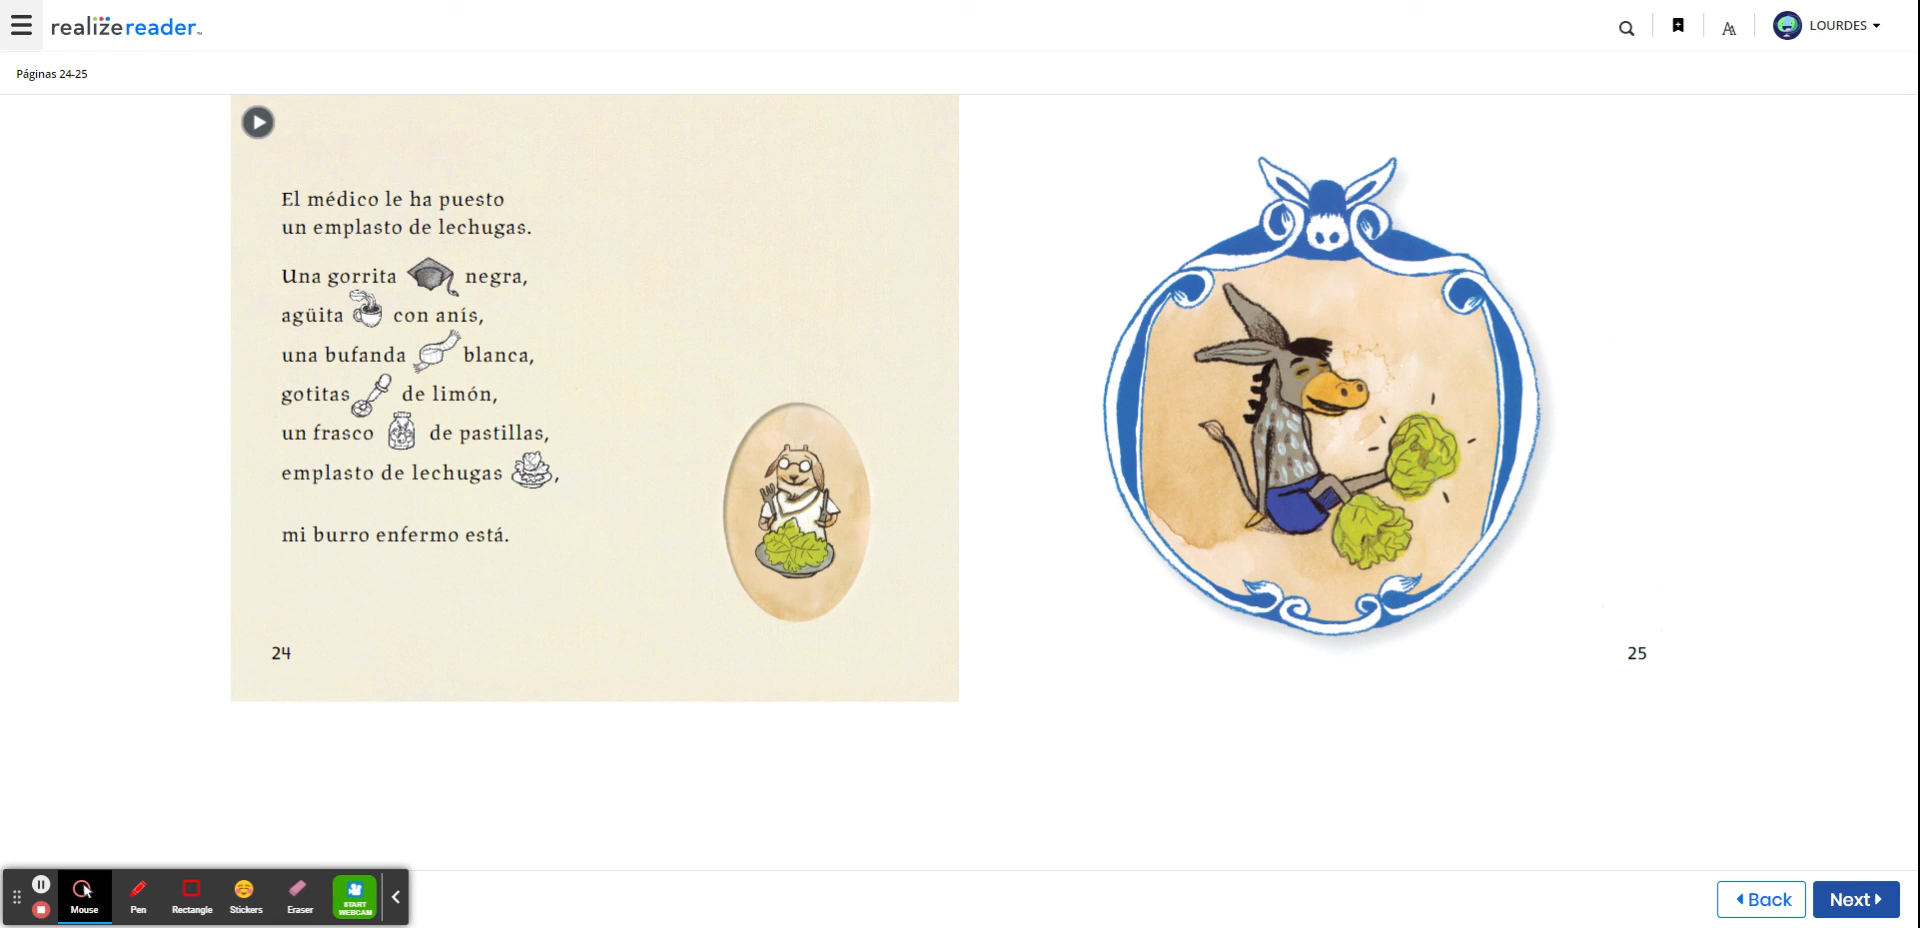 realizereader™
LOURDES
Páginas 24-25
El médico le ha puesto
un emplasto de lechugas.
Una gorrita negra,
agüita con anís,
una bufanda blanca,
gotitas de limón,
un frasco de pastillas,
emplasto de lechugas ,
mi burro enfermo está.
24
25
Mouse
Pen
Rectangle
Stickers
Eraser
START
WEBCAM
Back
Next